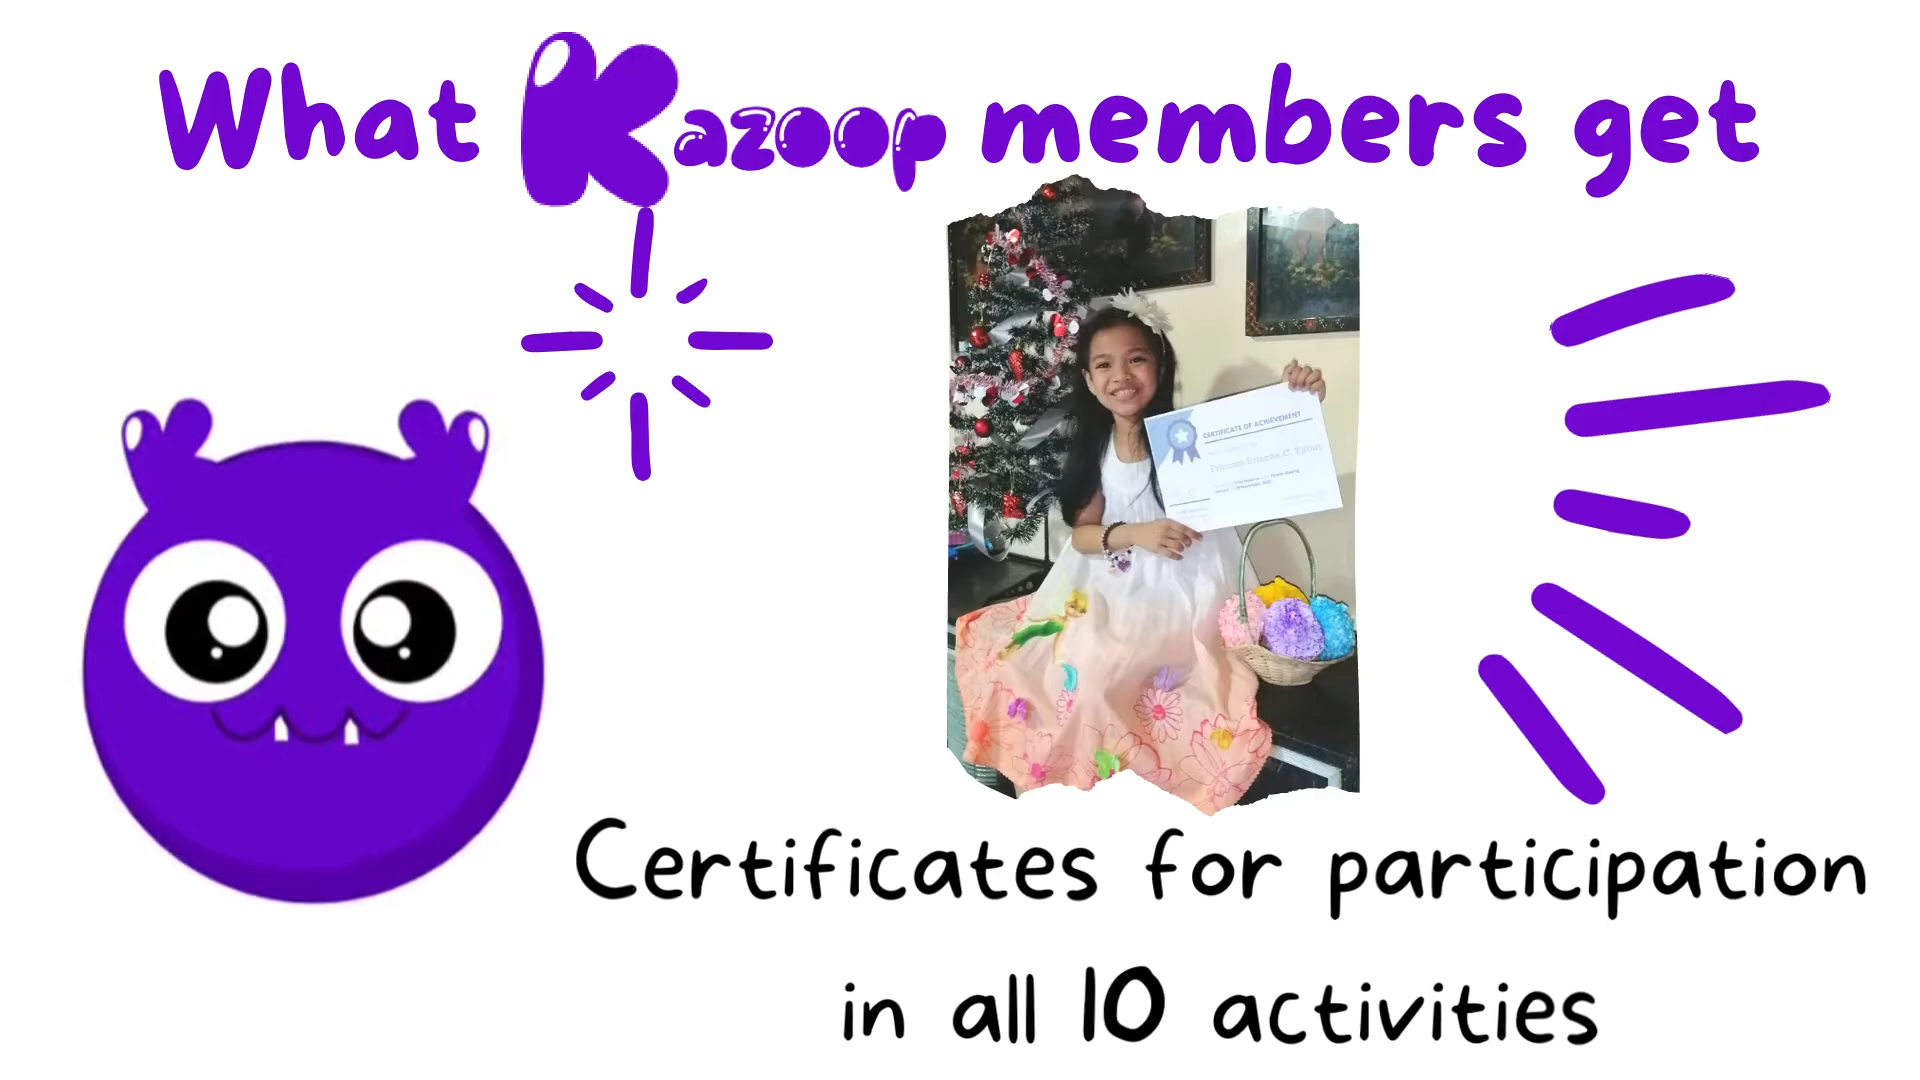 What Kazoop members get
CERTIFICATE OF ACHIEVEMENT
Certificates for participation
in all 10 activities